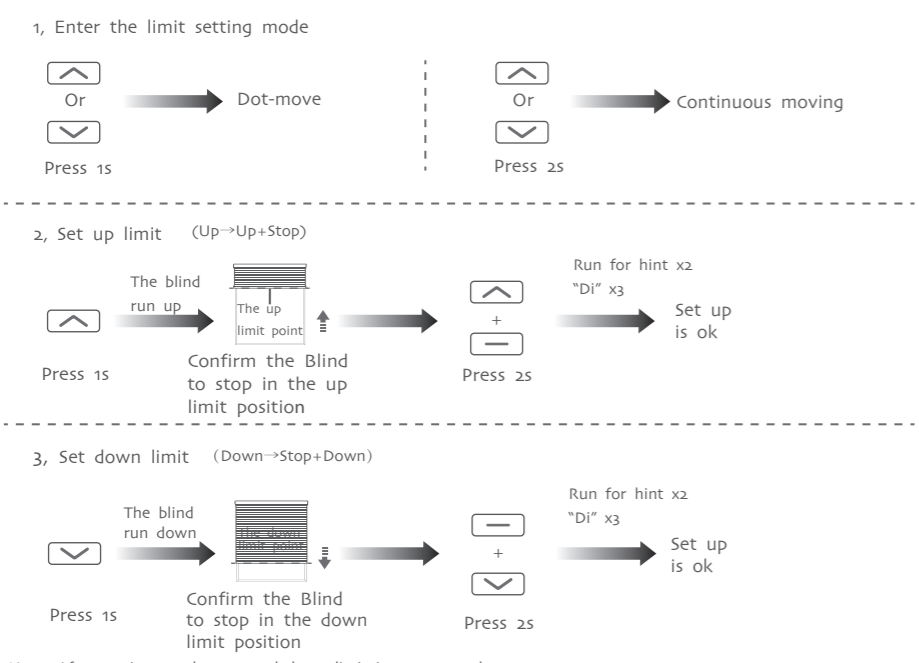 1, Enter the limit setting mode
Or
Dot-move
Press 1s
Or
Continuous moving
Press 2s
2, Set up limit (Up→Up+Stop)
The blind
run up
Press 1s
The up
limit point
Confirm the Blind
to stop in the up
limit position
+
Press 2s
Run for hint x2
"Di" x3
Set up
is ok
3, Set down limit (Down→Stop+Down)
The blind
run down
Press 1s
The down
limit point
Confirm the Blind
to stop in the down
limit position
+
Press 2s
Run for hint x2
"Di" x3
Set up
is ok